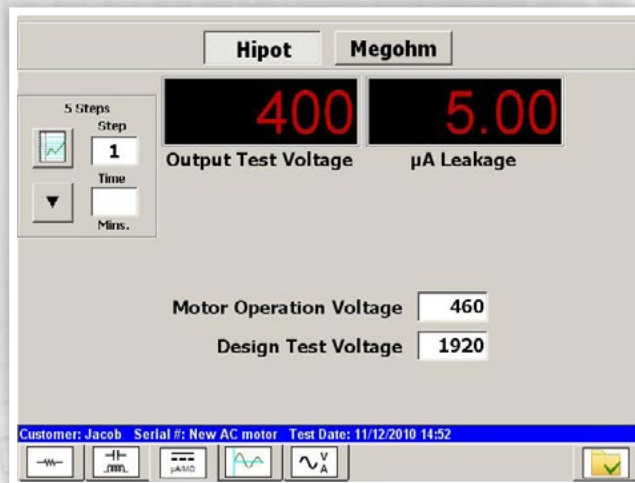 Hipot Megohm
5 Steps
Step
1
Time
Mins.
400 5.00
Output Test Voltage µA Leakage
Motor Operation Voltage 460
Design Test Voltage 1920
Customer: Jacob Serial #: New AC motor Test Date: 11/12/2010 14:52
µA/MΩ V
A